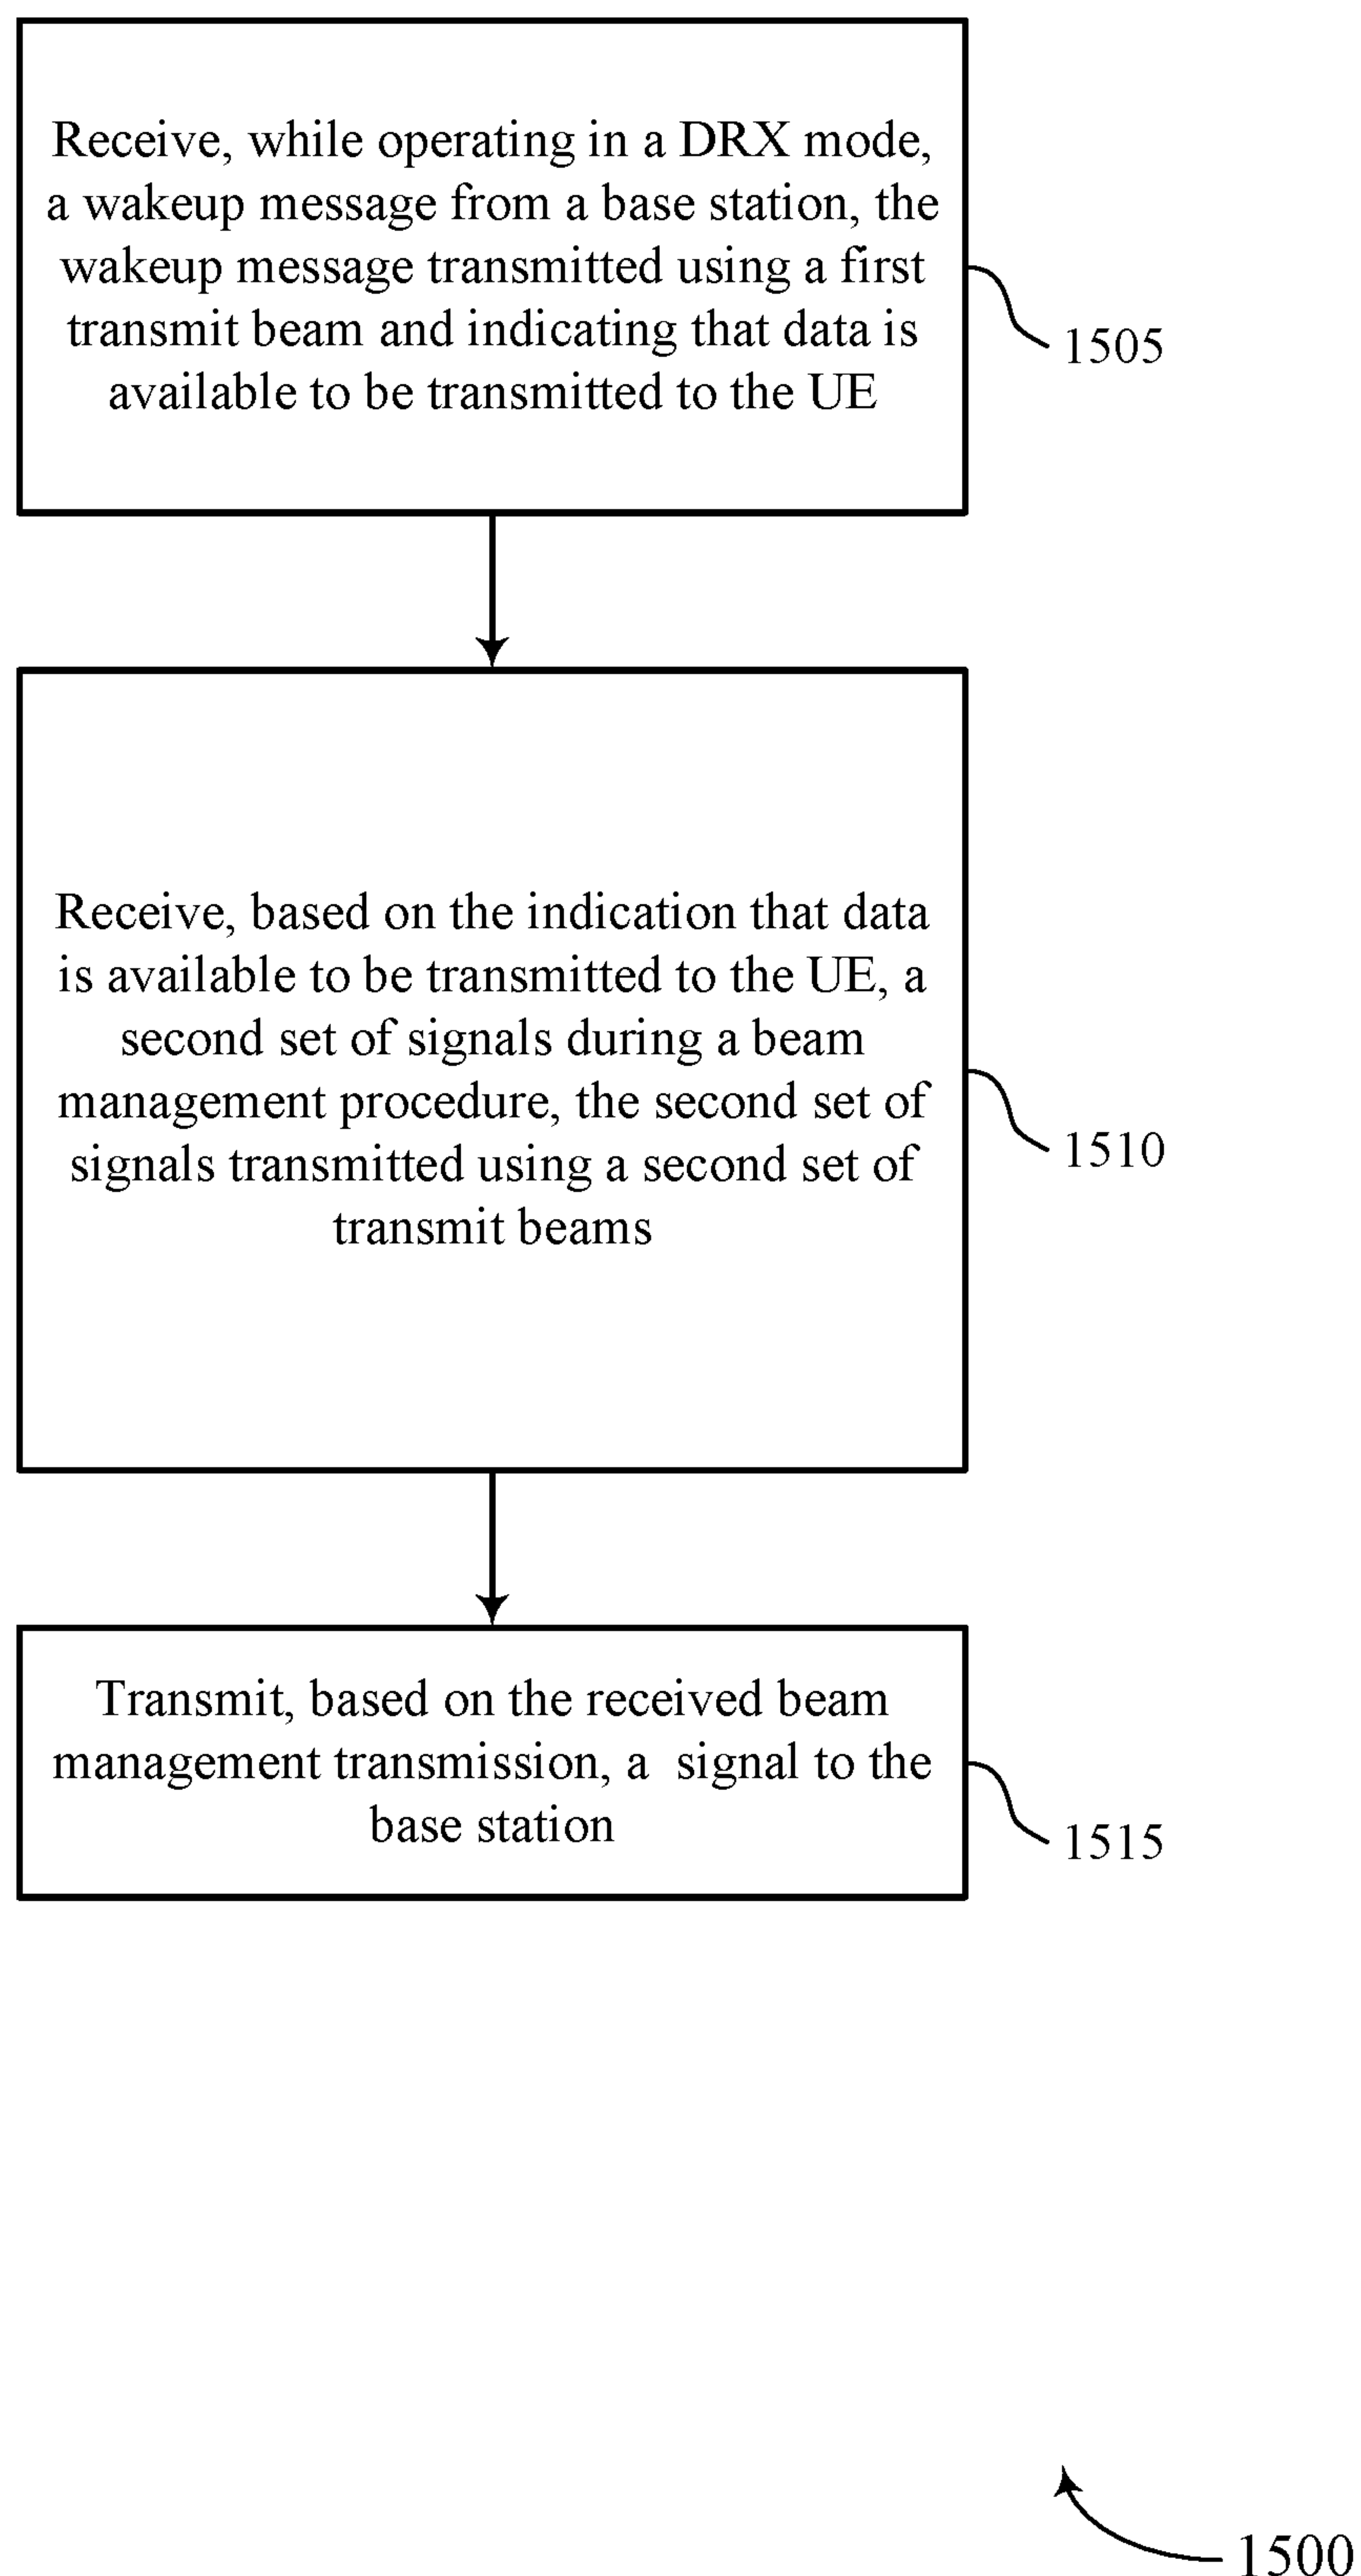 Receive, while operating in a DRX mode,
a wakeup message from a base station, the
wakeup message transmitted using a first
transmit beam and indicating that data is
available to be transmitted to the UE
1505
Receive, based on the indication that data
is available to be transmitted to the UE, a
second set of signals during a beam
management procedure, the second set of
signals transmitted using a second set of
transmit beams
1510
Transmit, based on the received beam
management transmission, a signal to the
base station
1515
1500